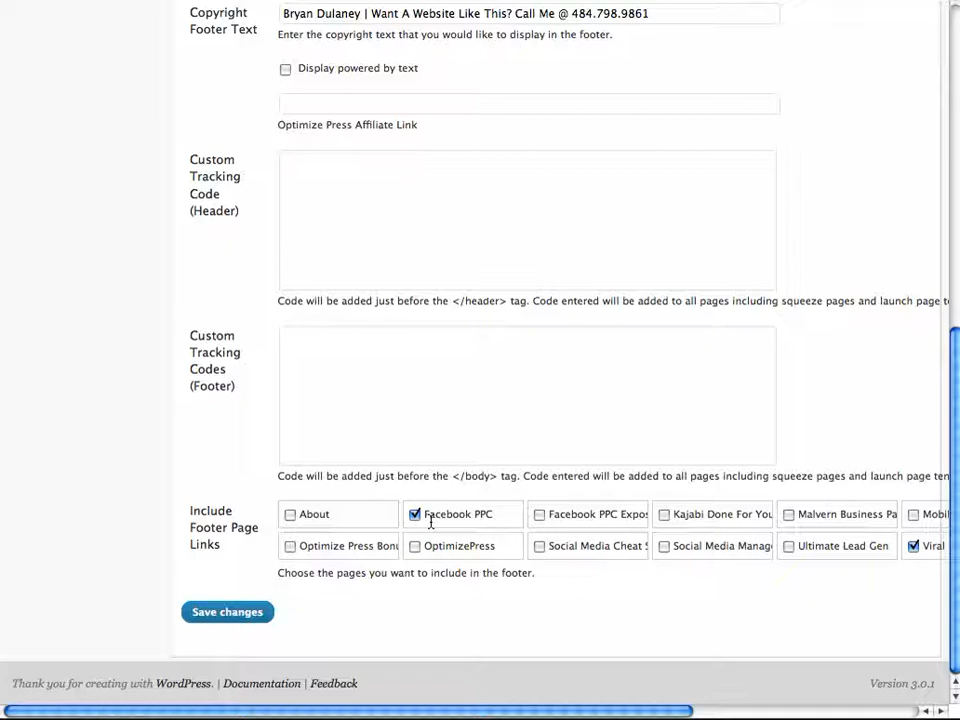 Copyright
Footer Text
Bryan Dulaney | Want A Website Like This? Call Me @ 484.798.9861
Enter the copyright text that you would like to display in the footer.
Display powered by text
Optimize Press Affiliate Link
Custom
Tracking
Code
(Header)
Code will be added just before the </header> tag. Code entered will be added to all pages including squeeze pages and launch page t
Custom
Tracking
Codes
(Footer)
Code will be added just before the </body> tag. Code entered will be added to all pages including squeeze pages and launch page ten
Include
Footer Page
Links
About
Facebook PPC
Facebook PPC Expos
Kajabi Done For You
Malvern Business Pa
Mobi
Optimize Press Bonu
OptimizePress
Social Media Cheat S
Social Media Manag
Ultimate Lead Gen
Viral
Choose the pages you want to include in the footer.
Save changes
Thank you for creating with WordPress. | Documentation | Feedback
Version 3.0.1